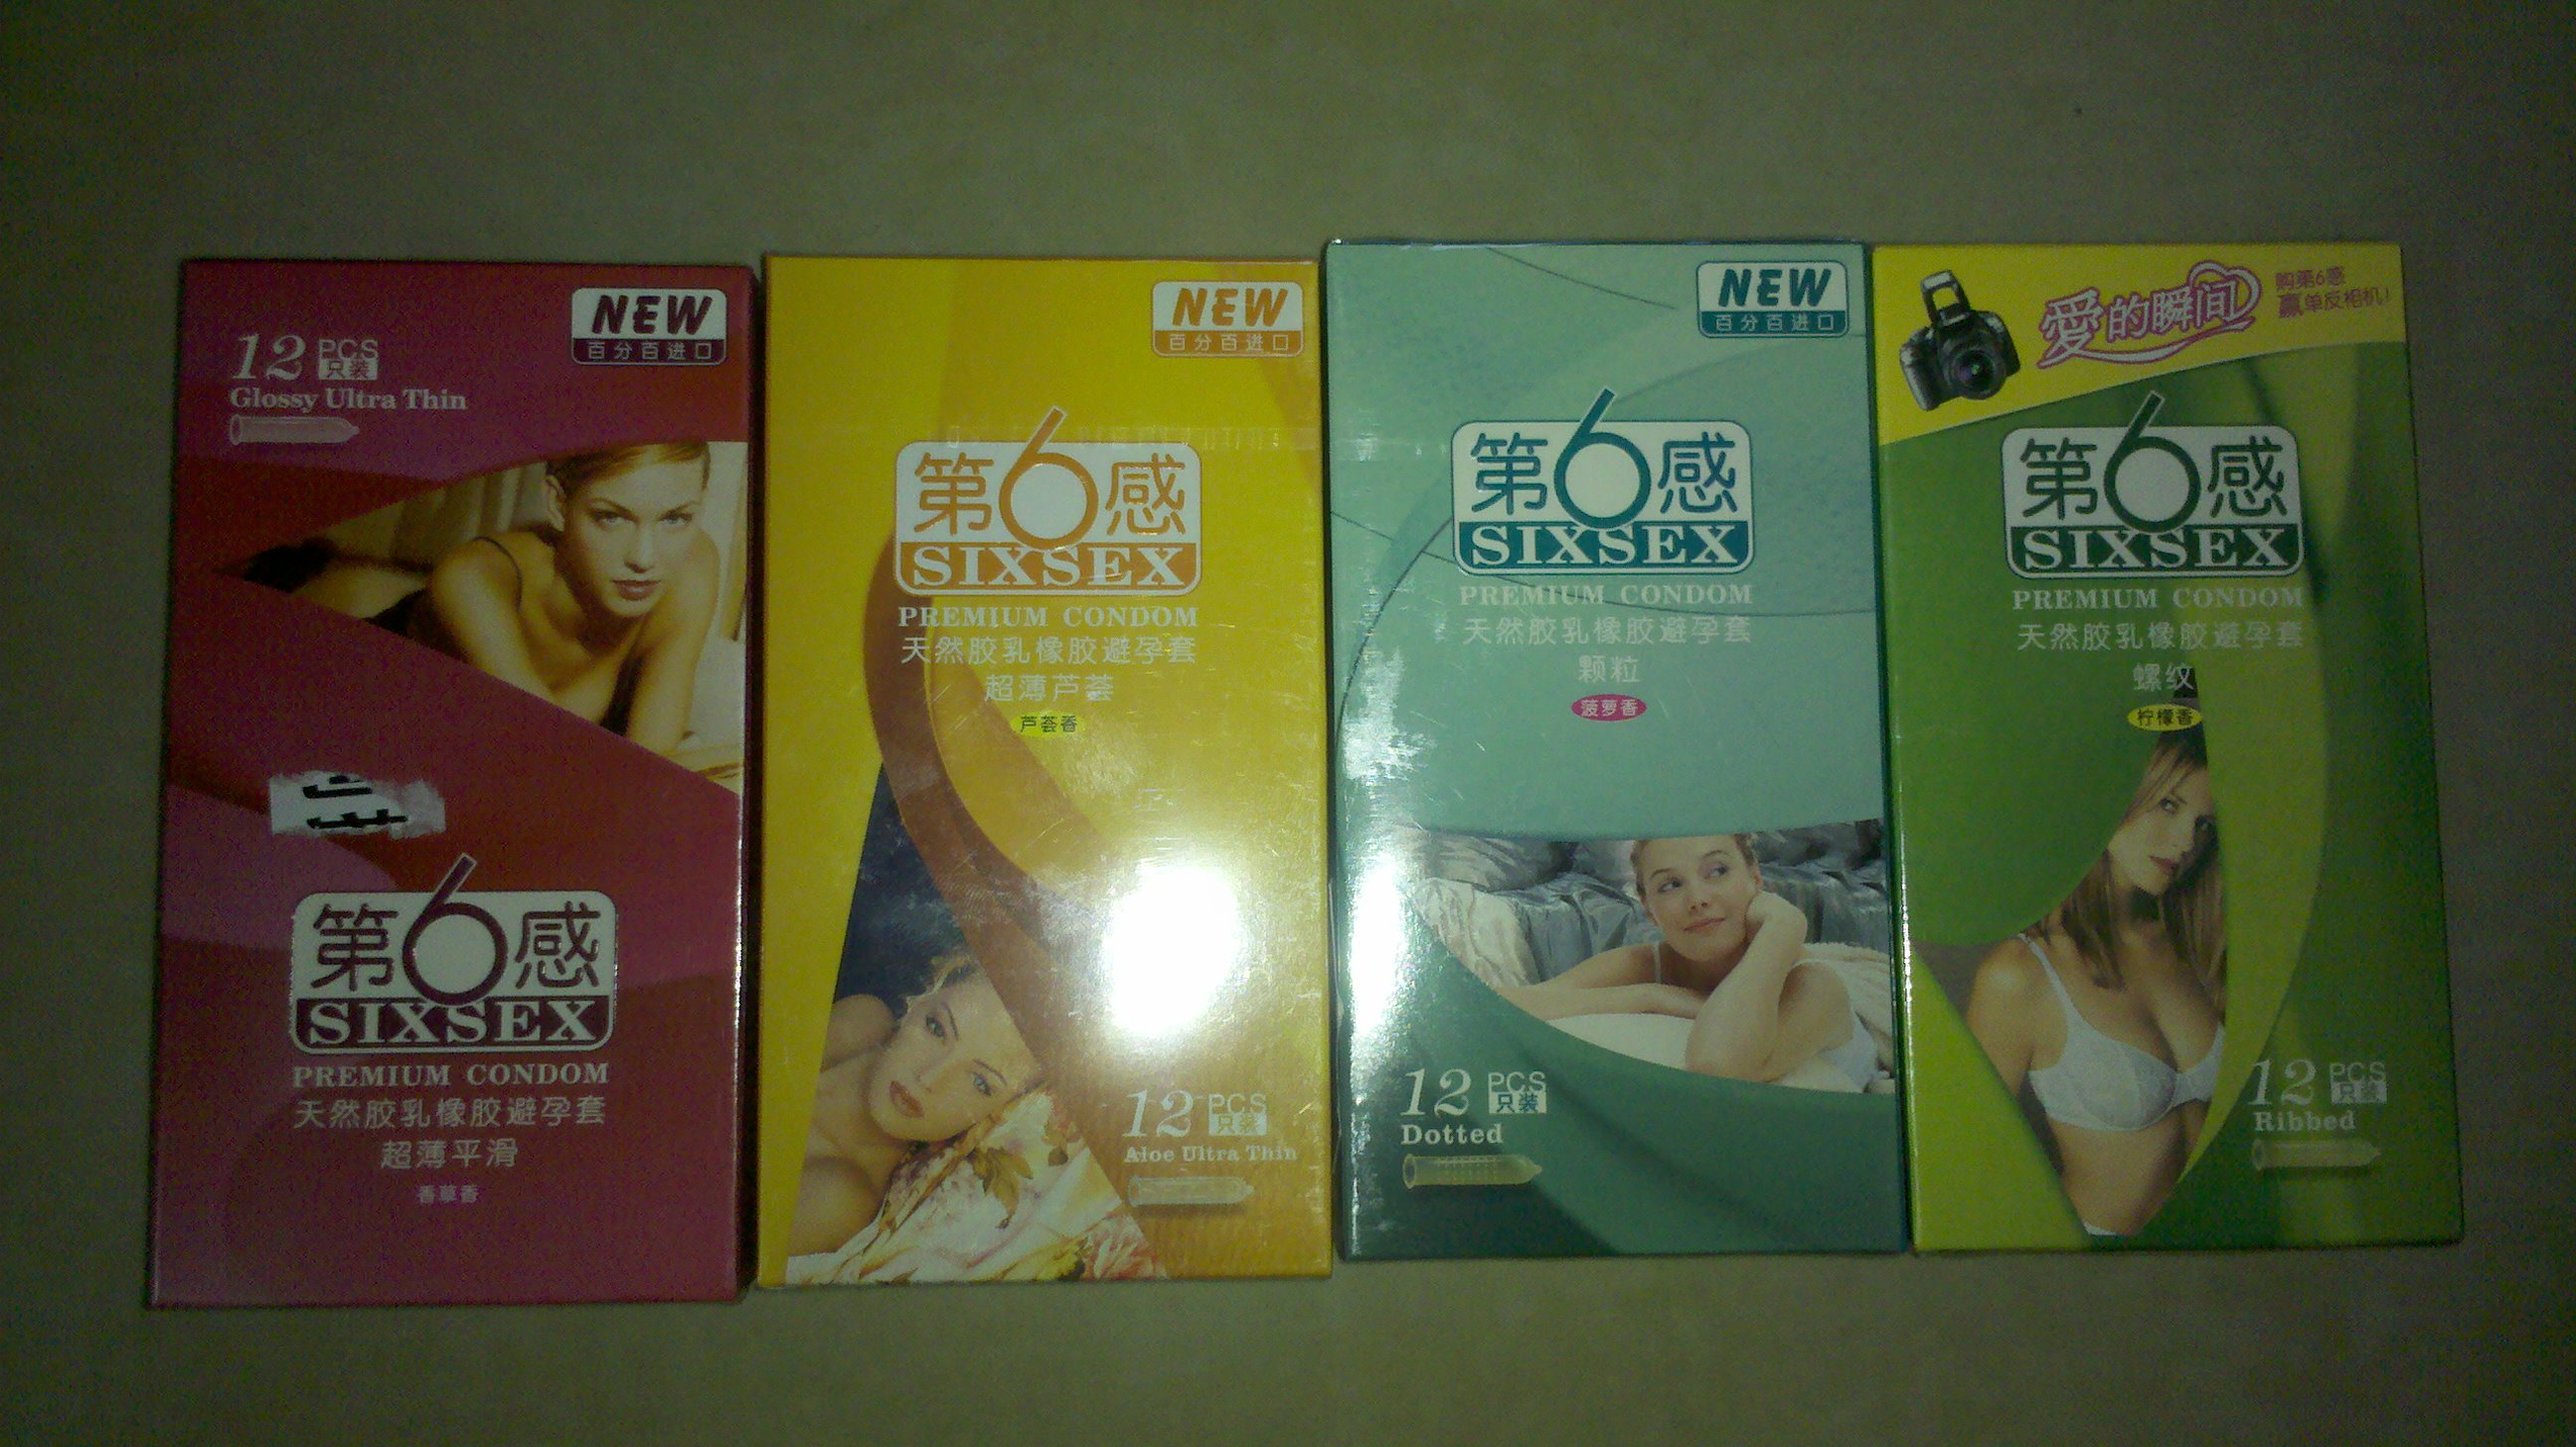 NEW
百分百进口
12 PCS
只装
Glossy Ultra Thin
第6感
SIXSEX
PREMIUM CONDOM
天然胶乳橡胶避孕套
超薄平滑
香草香
NEW
百分百进口
第6感
SIXSEX
PREMIUM CONDOM
天然胶乳橡胶避孕套
超薄芦荟
芦荟香
12 PCS
只装
Aloe Ultra Thin
NEW
百分百进口
第6感
SIXSEX
PREMIUM CONDOM
天然胶乳橡胶避孕套
颗粒
菠萝香
12 PCS
只装
Dotted
爱的瞬间
购第6感
赢单反相机!
第6感
SIXSEX
PREMIUM CONDOM
天然胶乳橡胶避孕套
螺纹
柠檬香
12 PCS
只装
Ribbed